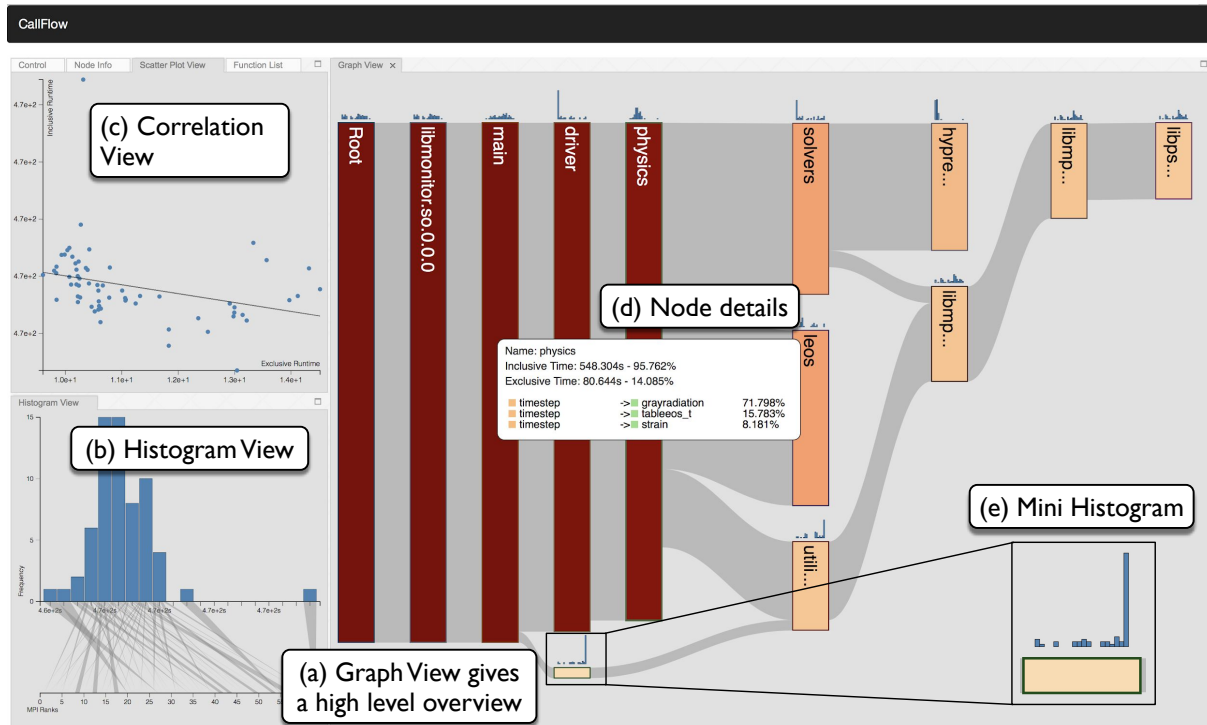 CallFlow
Control Node Info Scatter Plot View Function List
Inclusive Runtime
4.7e+2
4.7e+2
4.7e+2
4.7e+2
4.7e+2
(c) Correlation
View
Exclusive Runtime
1.0e+1 1.1e+1 1.2e+1 1.3e+1 1.4e+1
Histogram View
(b) Histogram View
15
10
5
0
Frequency
4.6e+2s 4.7e+2s 4.7e+2s 4.7e+2s 4.7e+2s
0 5 10 15 20 25 30 35 40 45 50
MPI Ranks
Graph View ×
Root
libmonitor.so.0.0.0
main
driver
physics
solvers
hypre...
libmp...
libps...
libmp...
leos
utili...
(d) Node details
Name: physics
Inclusive Time: 548.304s - 95.762%
Exclusive Time: 80.644s - 14.085%
timestep -> grayradiation 71.798%
timestep -> tableeos_t 15.783%
timestep -> strain 8.181%
(e) Mini Histogram
(a) Graph View gives
a high level overview